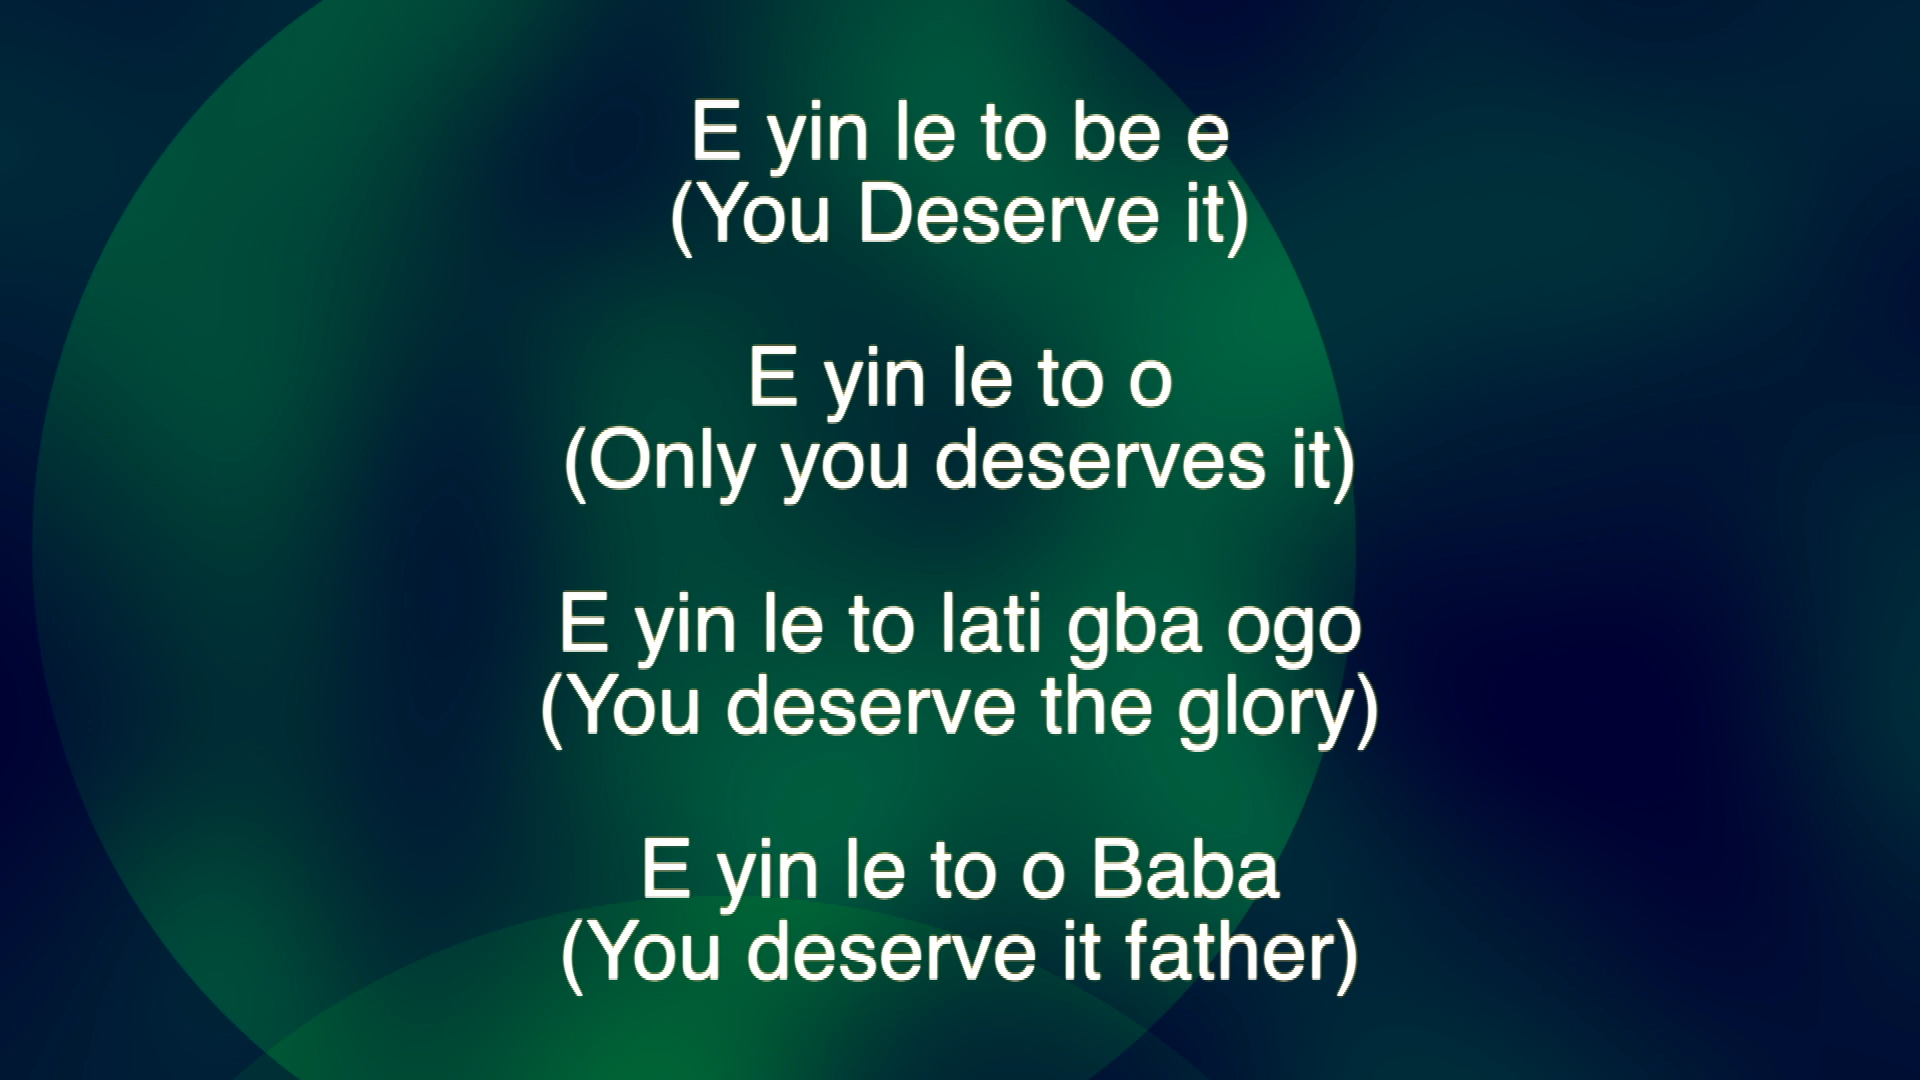 E yin le to be e
(You Deserve it)
E yin le to o
(Only you deserves it)
E yin le to lati gba ogo
(You deserve the glory)
E yin le to o Baba
(You deserve it father)